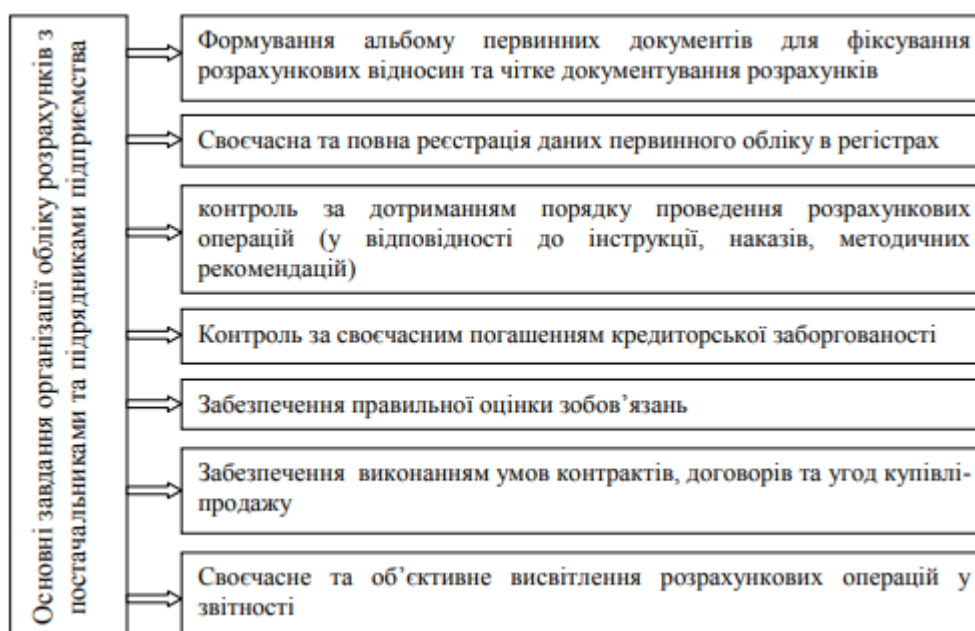 Основні завдання організації обліку розрахунків з
постачальниками та підрядниками підприємства
Формування альбому первинних документів для фіксування
розрахункових відносин та чітке документування розрахунків
Своєчасна та повна реєстрація даних первинного обліку в регістрах
контроль за дотриманням порядку проведення розрахункових
операцій (у відповідності до інструкції, наказів, методичних
рекомендацій)
Контроль за своєчасним погашенням кредиторської заборгованості
Забезпечення правильної оцінки зобов’язань
Забезпечення виконанням умов контрактів, договорів та угод купівлі-
продажу
Своєчасне та об’єктивне висвітлення розрахункових операцій у
звітності